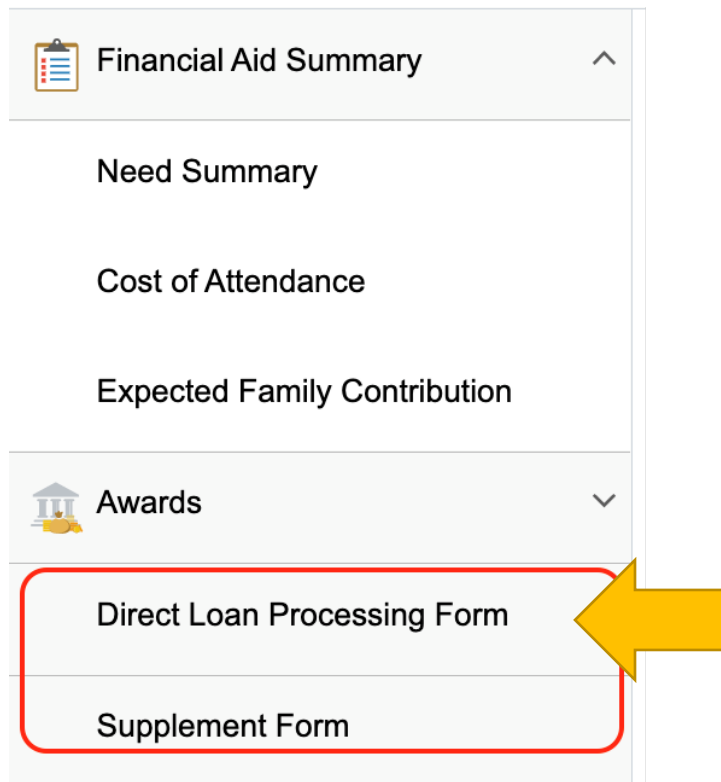 Financial Aid Summary
Need Summary
Cost of Attendance
Expected Family Contribution
Awards
Direct Loan Processing Form
Supplement Form